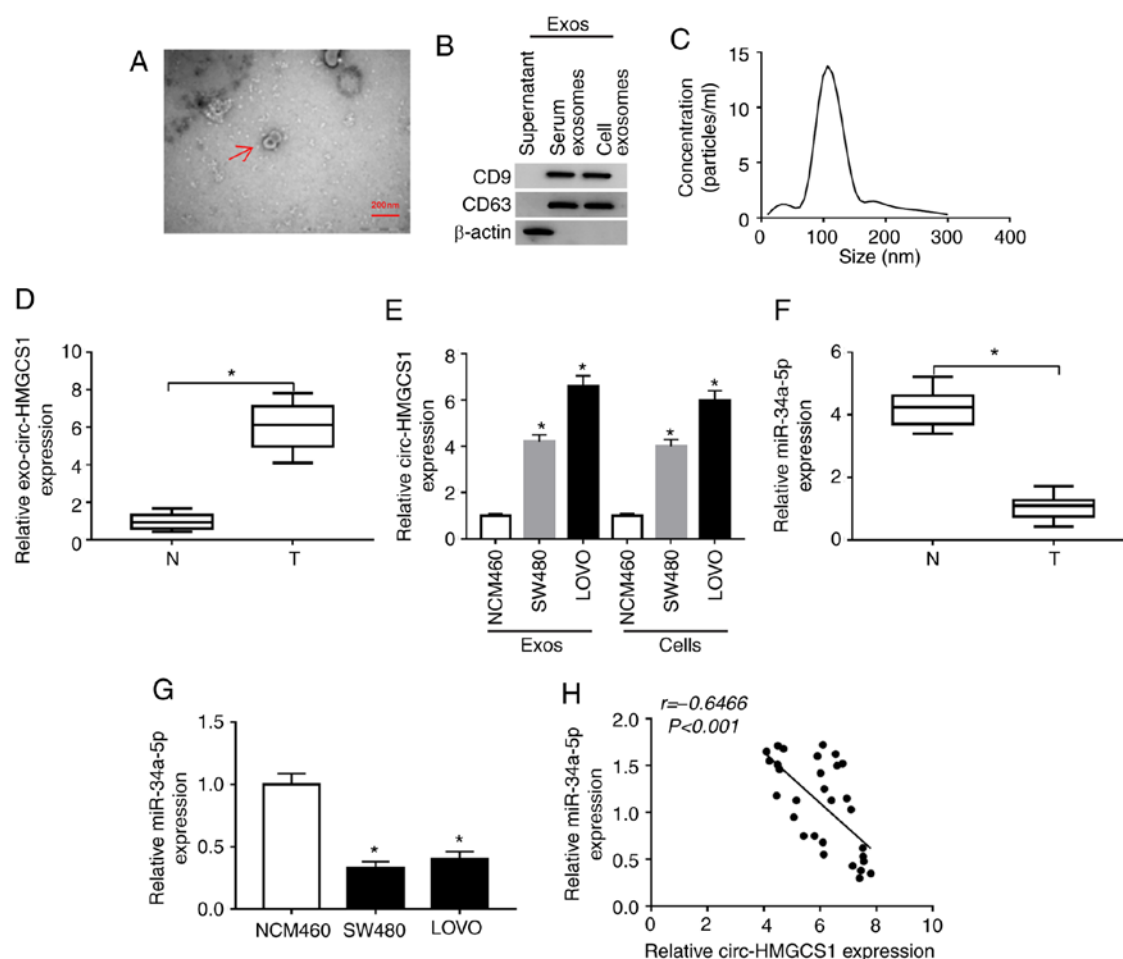 A
200nm
B
Exos
Supernatant
Serum
exosomes
Cell
exosomes
CD9
CD63
β-actin
C
Concentration
(particles/ml)
15
10
5
0
0
100
200
300
400
Size (nm)
D
Relative exo-circ-HMGCS1
expression
10
8
6
4
2
0
*
N
T
E
Relative circ-HMGCS1
expression
8
6
4
2
0
*
*
*
*
NCM460
SW480
LOVO
NCM460
SW480
LOVO
Exos
Cells
F
Relative miR-34a-5p
expression
6
4
2
0
*
N
T
G
Relative miR-34a-5p
expression
1.5
1.0
0.5
0.0
*
*
NCM460
SW480
LOVO
H
r=-0.6466
P<0.001
Relative miR-34a-5p
expression
2.0
1.5
1.0
0.5
0.0
0
2
4
6
8
10
Relative circ-HMGCS1 expression